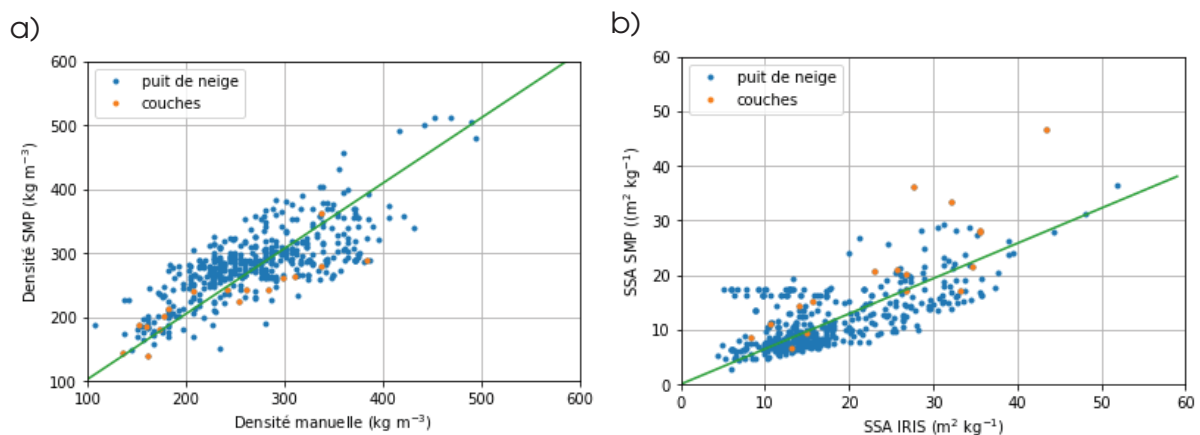 a)
600
500
400
300
200
100
100
200
300
400
500
600
puit de neige
couches
Densité SMP (kg m⁻³)
Densité manuelle (kg m⁻³)
b)
60
50
40
30
20
10
0
0
10
20
30
40
50
60
puit de neige
couches
SSA SMP ((m² kg⁻¹)
SSA IRIS (m² kg⁻¹)